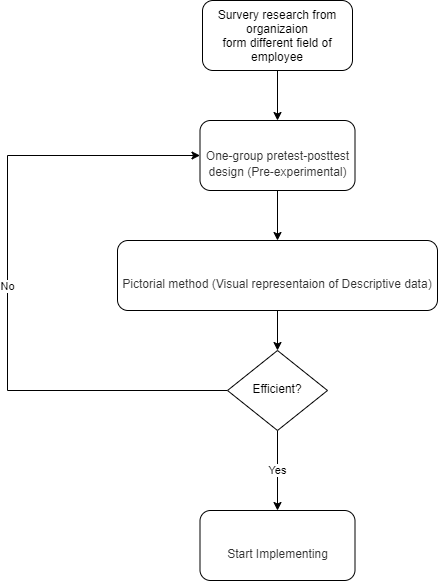 Survery research from
organizaion
form different field of
employee
One-group pretest-posttest
design (Pre-experimental)
Pictorial method (Visual representaion of Descriptive data)
No
Efficient?
Yes
Start Implementing